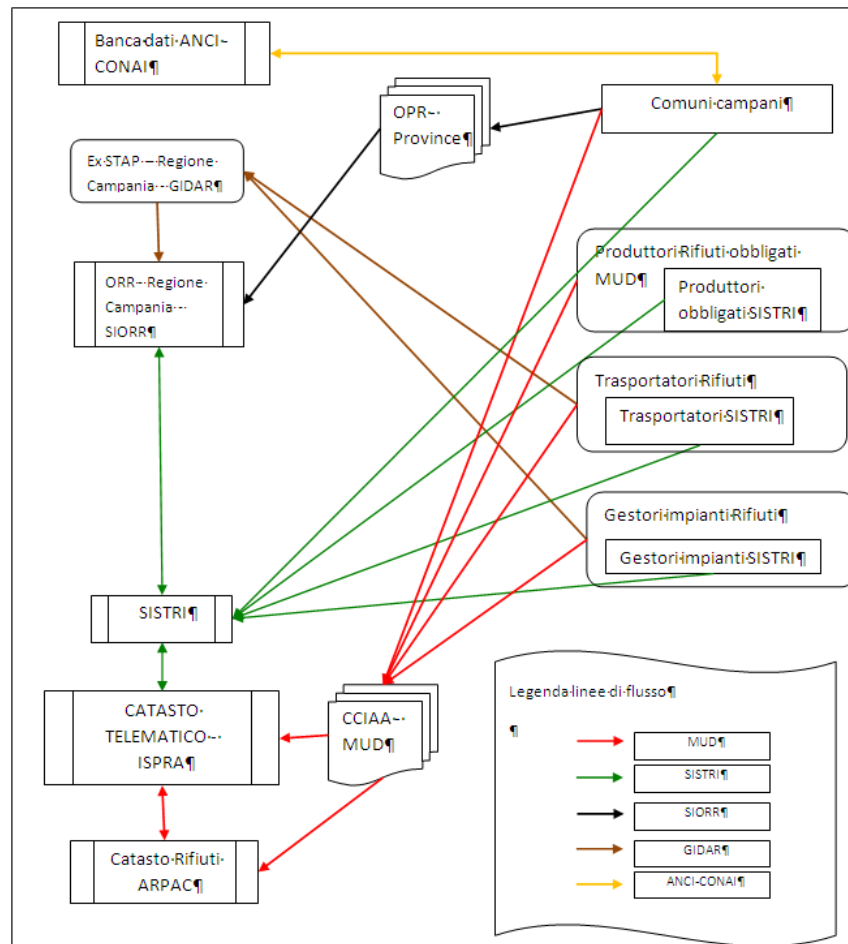 Banca·dati·ANCI-
CONAI¶
OPR-·
Province¶
Comuni·campani¶
Ex·STAP·–·Regione·
Campania·-·GIDAR¶
ORR·–·Regione·
Campania·–·
SIORR¶
Produttori·Rifiuti·obbligati·
MUD¶
Produttori·
obbligati·SISTRI¶
Trasportatori·Rifiuti¶
Trasportatori·SISTRI¶
Gestori·impianti·Rifiuti¶
Gestori·impianti·SISTRI¶
SISTRI¶
CATASTO·
TELEMATICO·–·
ISPRA¶
CCIAA·–·
MUD¶
Catasto·Rifiuti·
ARPAC¶
Legenda·linee·di·flusso¶
¶
MUD¶
SISTRI¶
SIORR¶
GIDAR¶
ANCI-CONAI¶